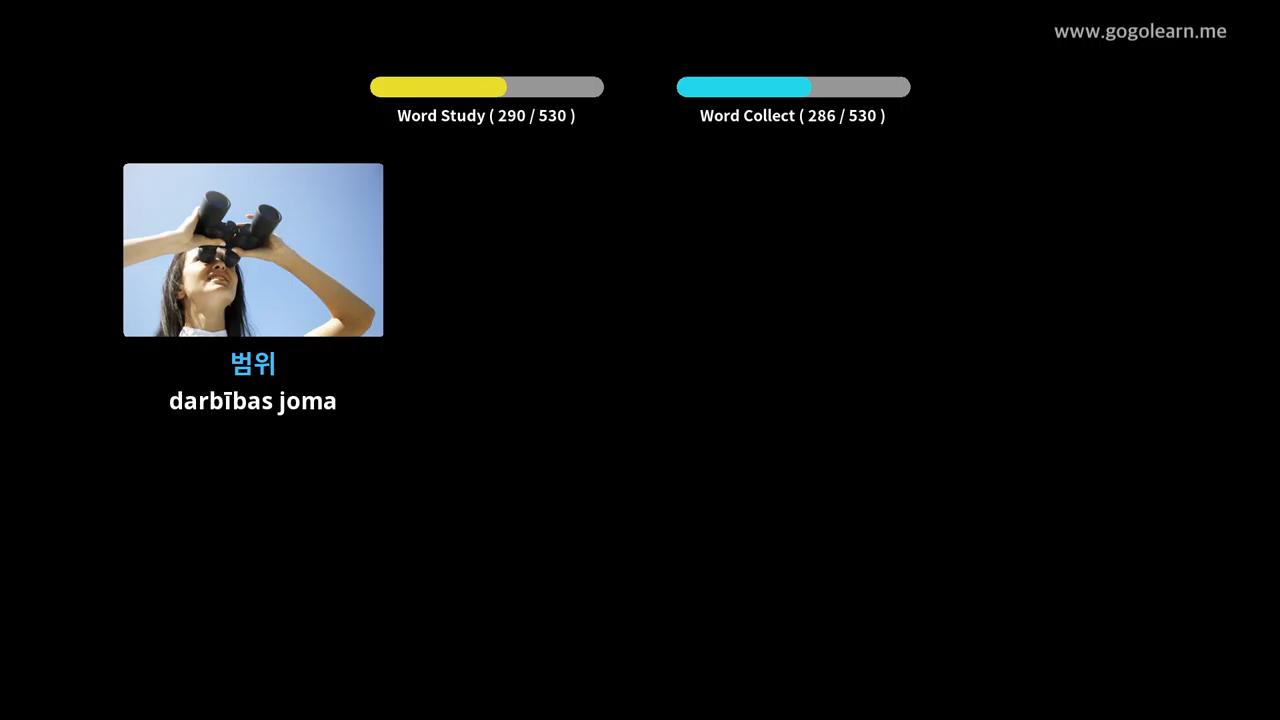 www.gogolearn.me
Word Study ( 290 / 530 )
Word Collect ( 286 / 530 )
범위
darbības joma